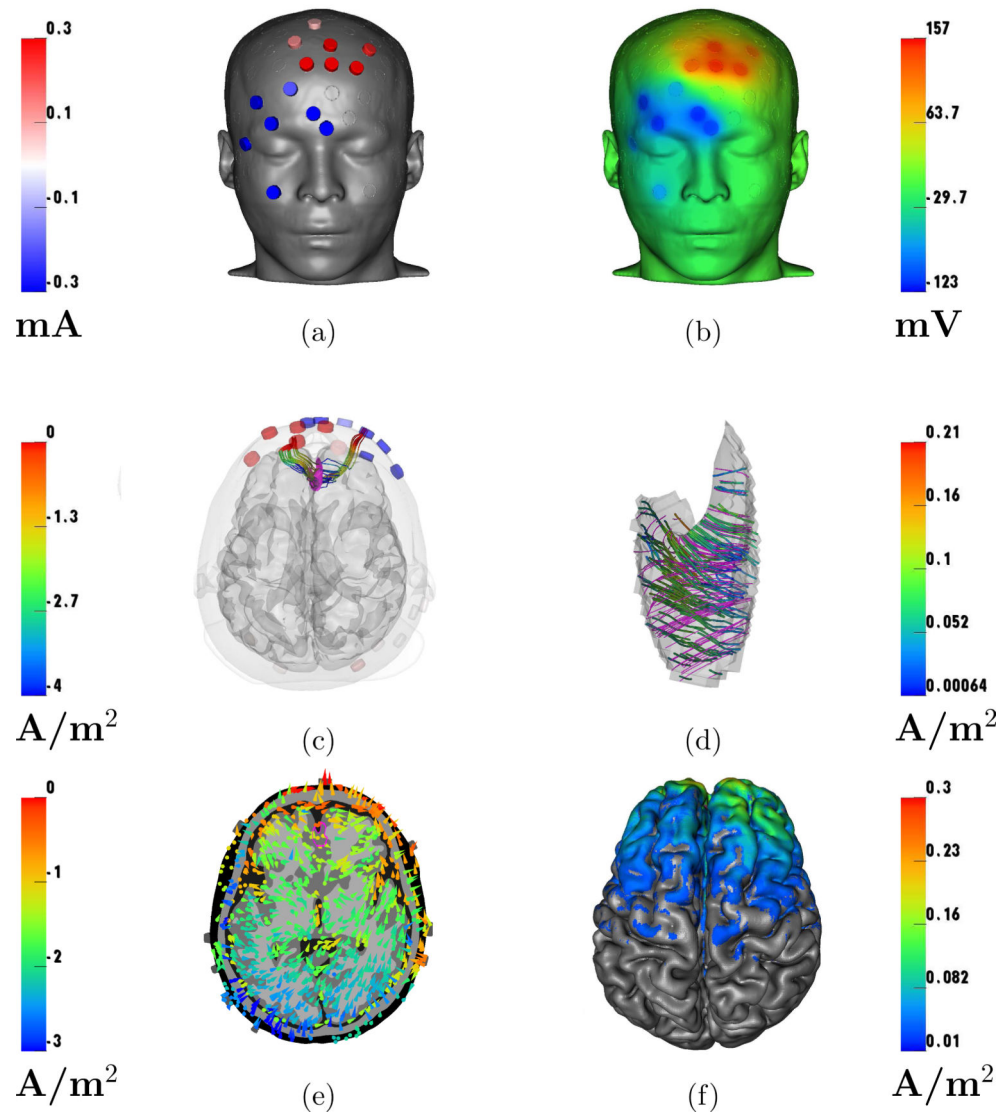 0.3
0.1
-0.1
-0.3
mA
(a)
157
63.7
-29.7
-123
mV
(b)
0
-1.3
-2.7
-4
A/m²
(c)
0.21
0.16
0.1
0.052
0.00064
A/m²
(d)
0
-1
-2
-3
A/m²
(e)
0.3
0.23
0.16
0.082
0.01
A/m²
(f)